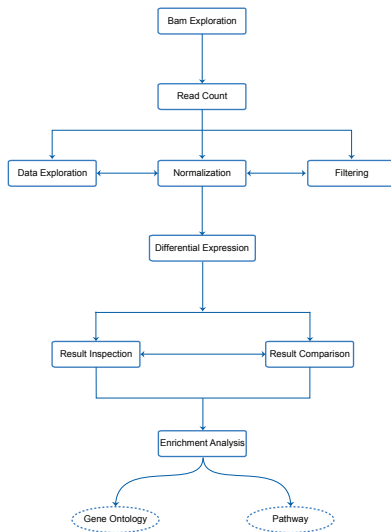 Bam Exploration
Read Count
Data Exploration
Normalization
Filtering
Differential Expression
Result Inspection
Result Comparison
Enrichment Analysis
Gene Ontology
Pathway